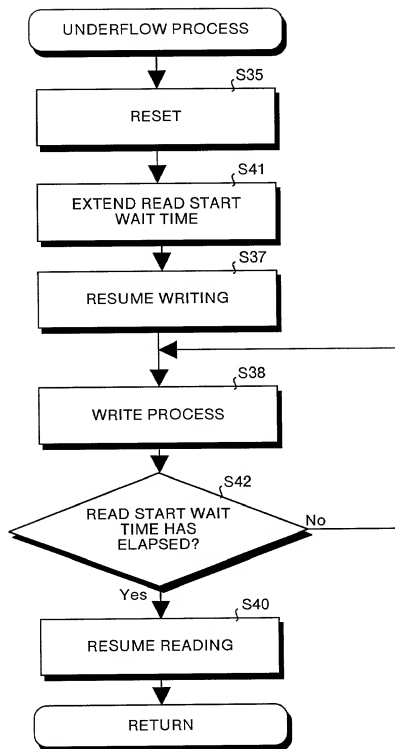 UNDERFLOW PROCESS
S35
RESET
S41
EXTEND READ START
WAIT TIME
S37
RESUME WRITING
S38
WRITE PROCESS
S42
READ START WAIT
TIME HAS
ELAPSED?
No
Yes
S40
RESUME READING
RETURN